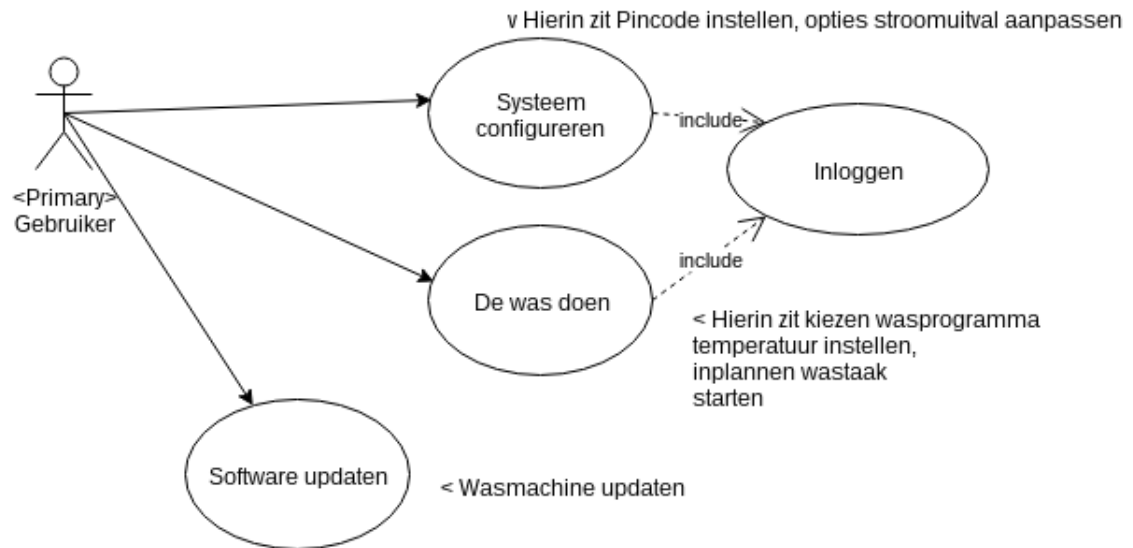 v Hierin zit Pincode instellen, opties stroomuitval aanpassen
Systeem
configureren
include
Inloggen
<Primary>
Gebruiker
include
De was doen
< Hierin zit kiezen wasprogramma
temperatuur instellen,
inplannen wastaak
starten
Software updaten
< Wasmachine updaten